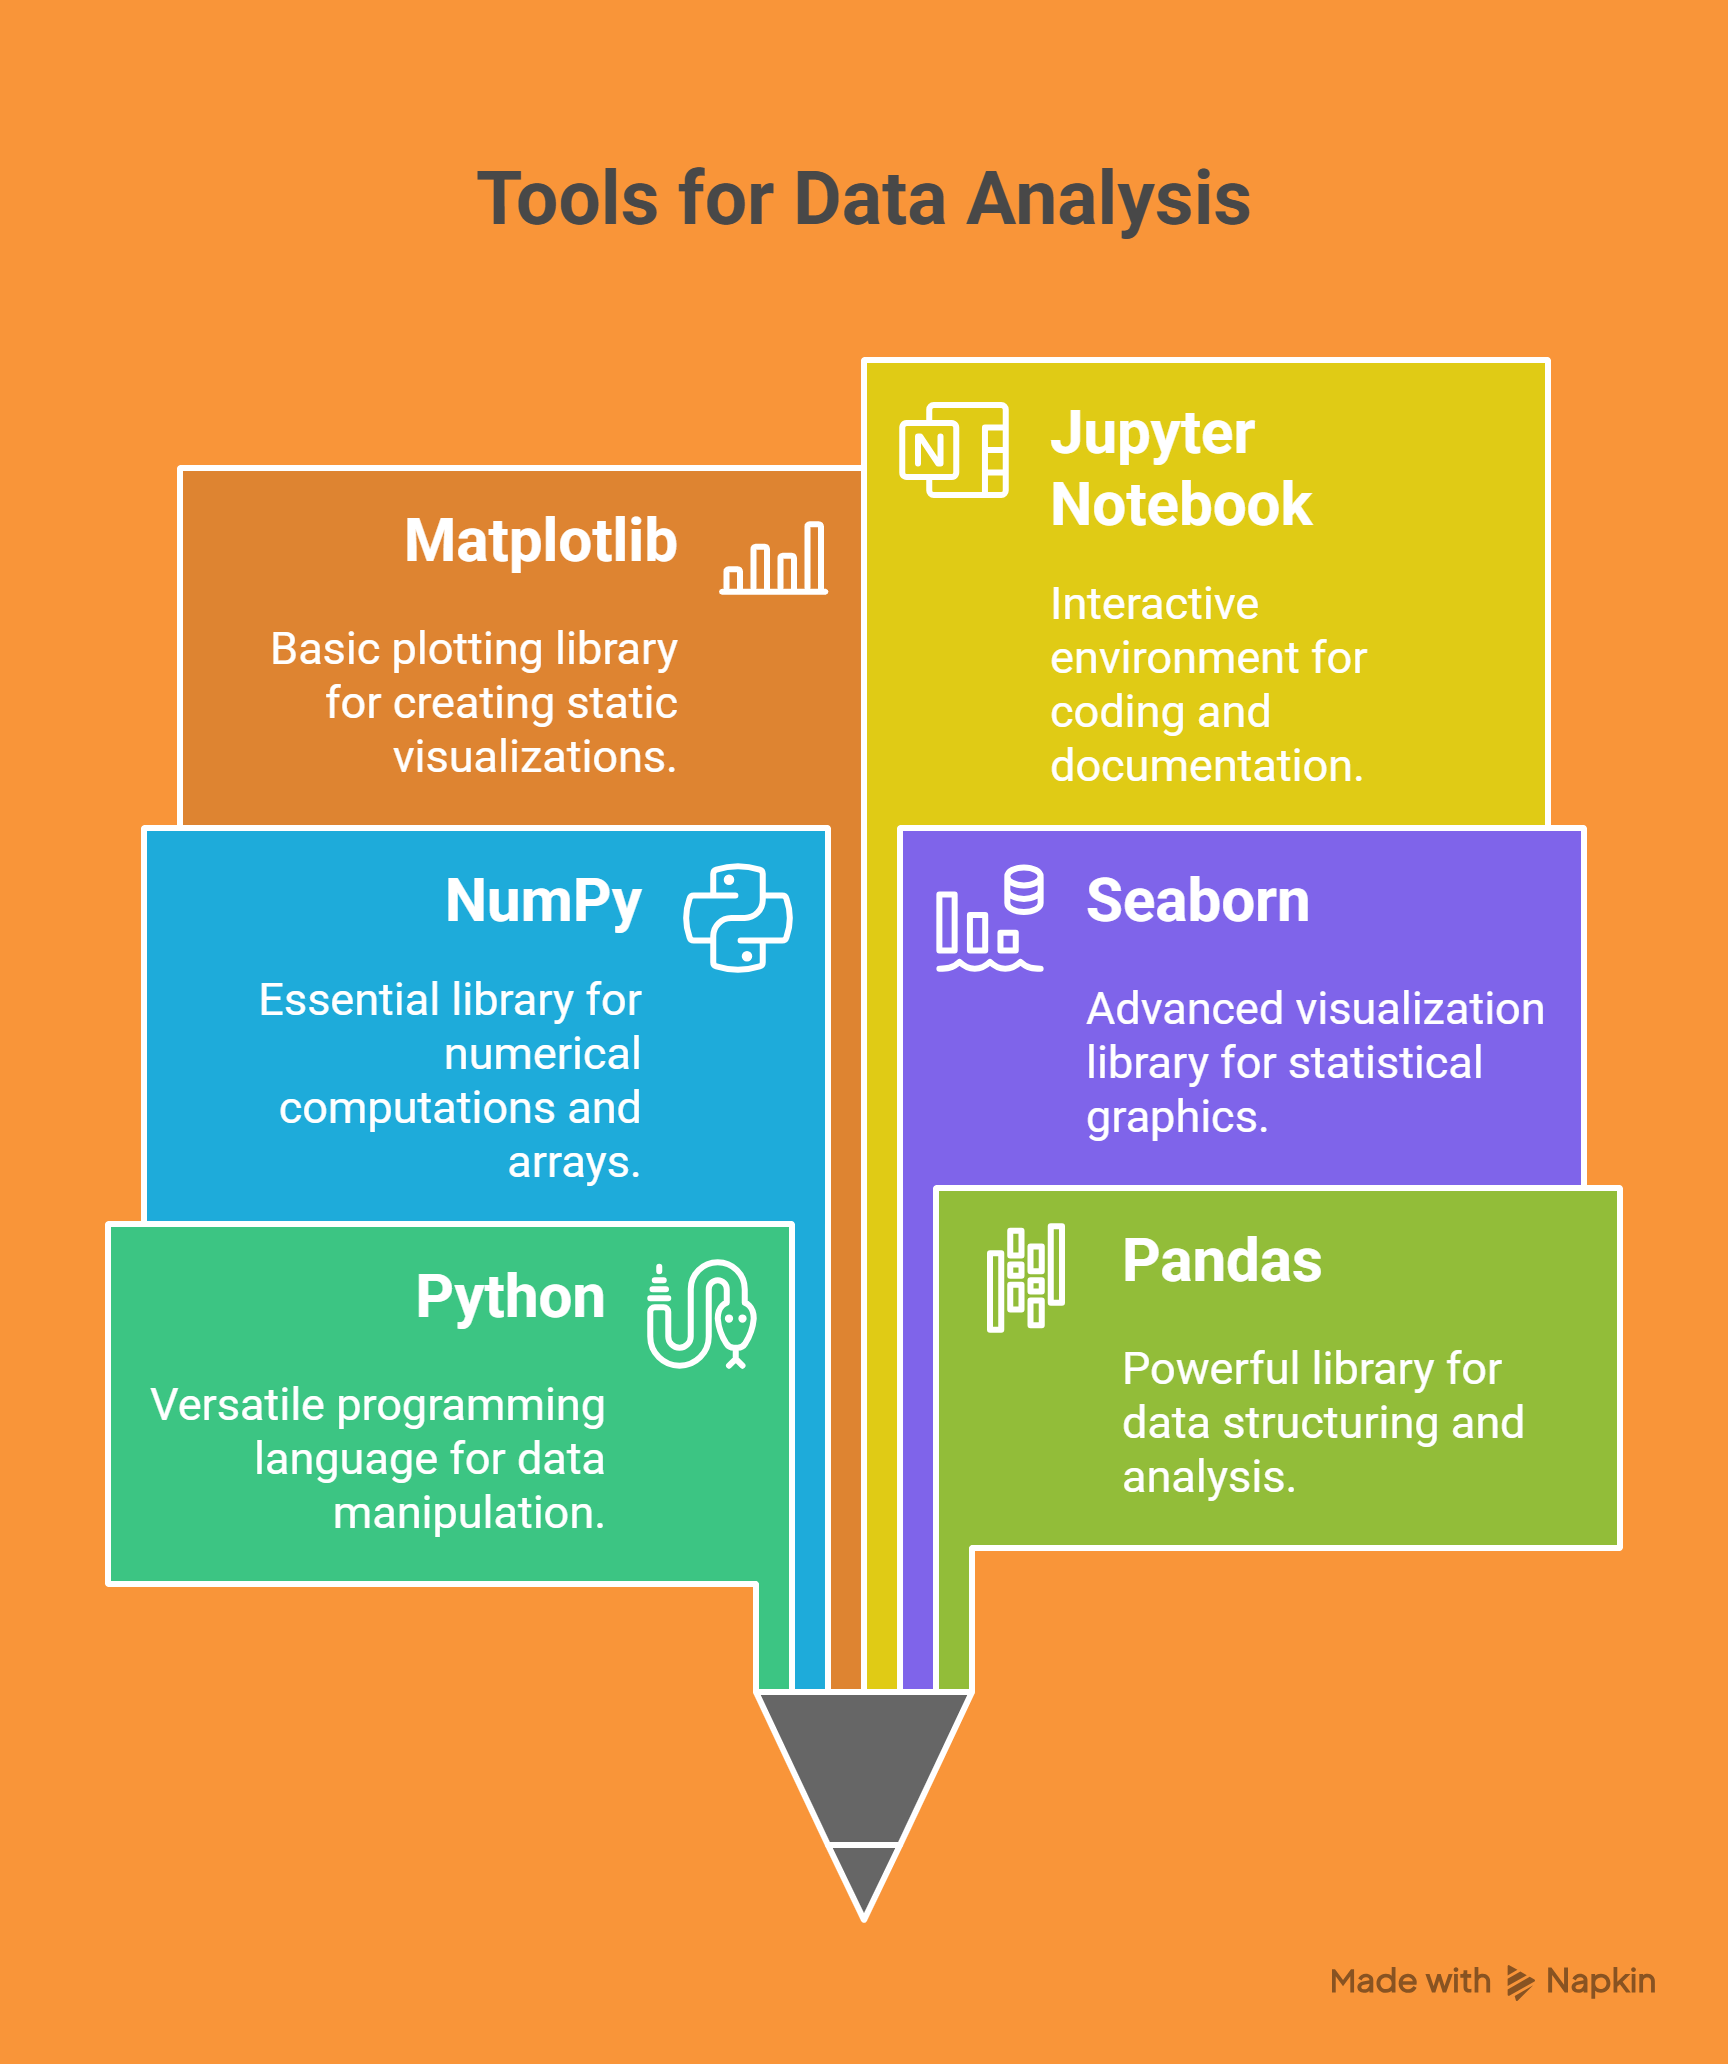 Tools for Data Analysis
Matplotlib
Basic plotting library
for creating static
visualizations.
Jupyter
Notebook
Interactive
environment for
coding and
documentation.
N
NumPy
Essential library for
numerical
computations and
arrays.
Seaborn
Advanced visualization
library for statistical
graphics.
Python
Versatile programming
language for data
manipulation.
Pandas
Powerful library for
data structuring and
analysis.
Made with Napkin